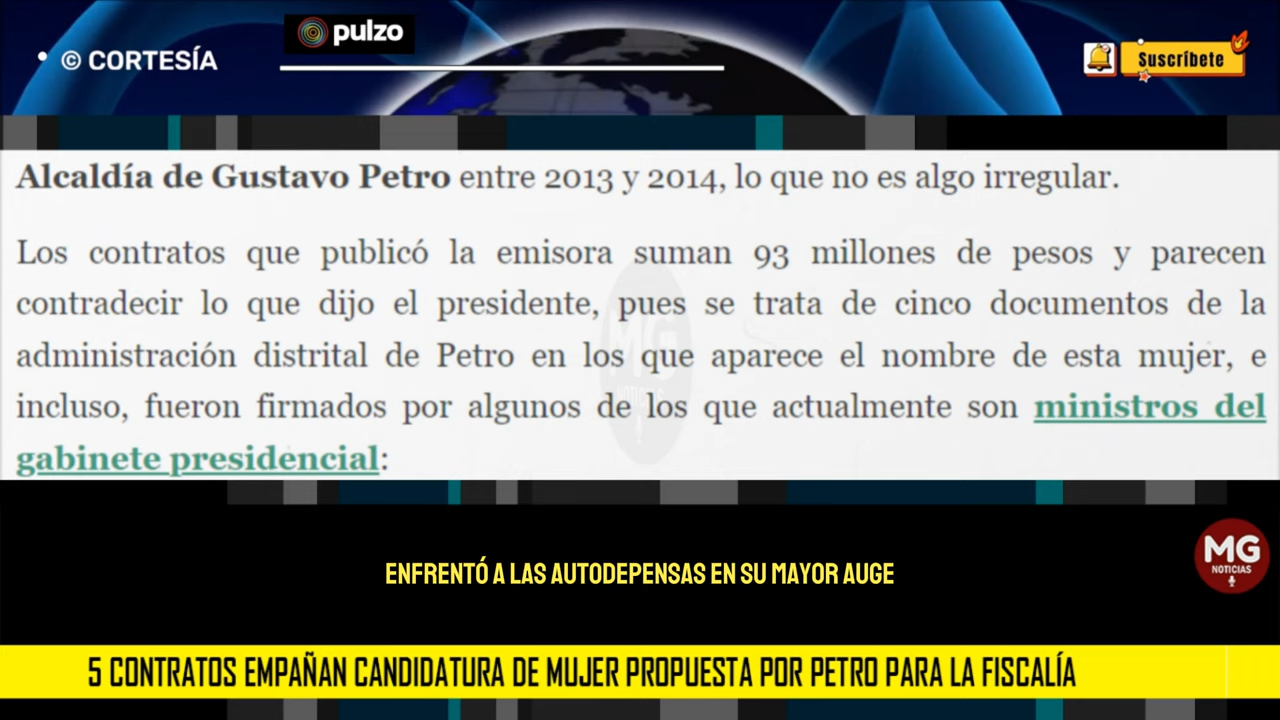 pulzo
© CORTESÍA
Suscríbete
Alcaldía de Gustavo Petro entre 2013 y 2014, lo que no es algo irregular.
Los contratos que publicó la emisora suman 93 millones de pesos y parecen
contradecir lo que dijo el presidente, pues se trata de cinco documentos de la
administración distrital de Petro en los que aparece el nombre de esta mujer, e
incluso, fueron firmados por algunos de los que actualmente son ministros del
gabinete presidencial:
MG
NOTICIAS
ENFRENTÓ A LAS AUTODEPENSAS EN SU MAYOR AUGE
MG
NOTICIAS
5 CONTRATOS EMPAÑAN CANDIDATURA DE MUJER PROPUESTA POR PETRO PARA LA FISCALÍA